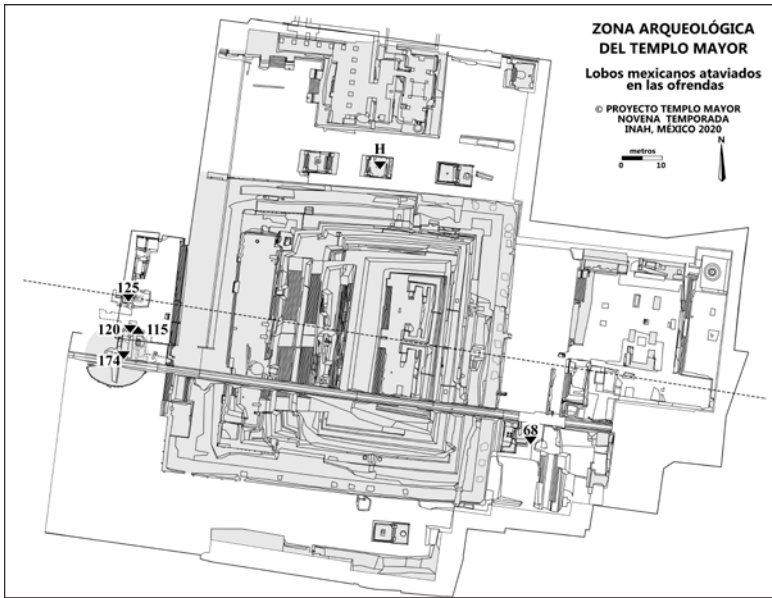 ZONA ARQUEOLÓGICA
DEL TEMPLO MAYOR
Lobos mexicanos ataviados
en las ofrendas
© PROYECTO TEMPLO MAYOR
NOVENA TEMPORADA
INAH, MÉXICO 2020
N
metros
0 10
H
125
120 115
174
68